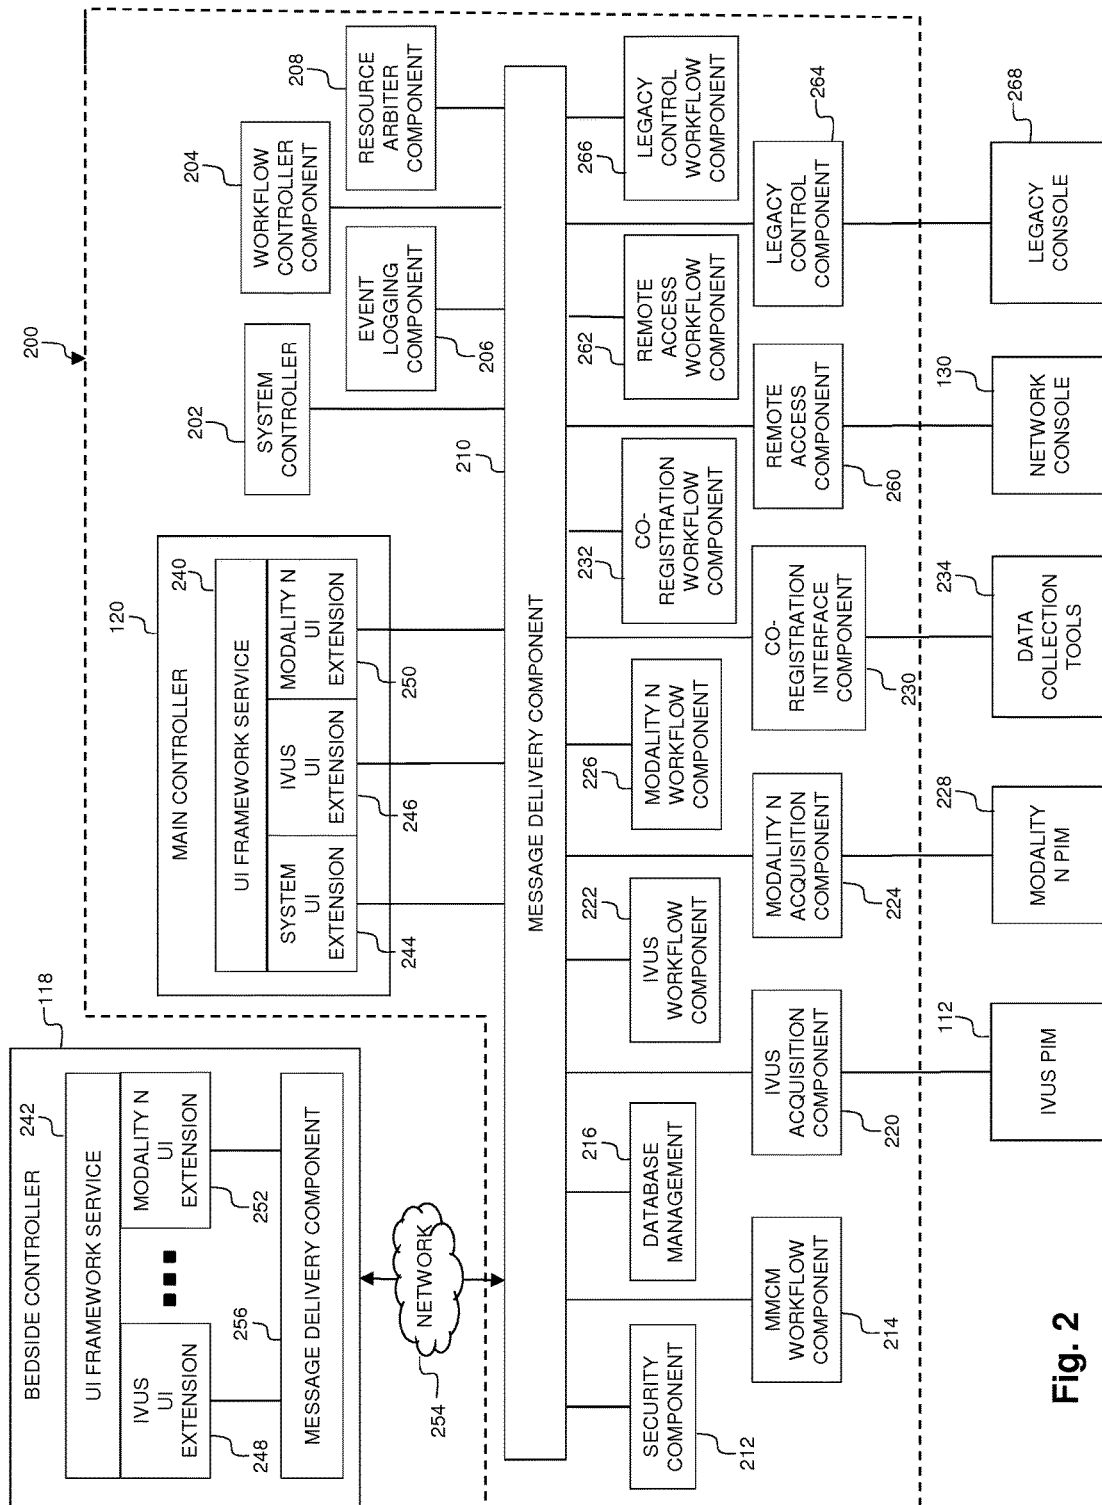 200
118
BEDSIDE CONTROLLER
242
UI FRAMEWORK SERVICE
IVUS
UI
EXTENSION
248
MODALITY N
UI
EXTENSION
252
256
MESSAGE DELIVERY COMPONENT
NETWORK
254
120
MAIN CONTROLLER
240
UI FRAMEWORK SERVICE
SYSTEM
UI
EXTENSION
244
IVUS
UI
EXTENSION
246
MODALITY N
UI
EXTENSION
250
202
SYSTEM
CONTROLLER
204
WORKFLOW
CONTROLLER
COMPONENT
EVENT
LOGGING
COMPONENT
206
208
RESOURCE
ARBITER
COMPONENT
210
MESSAGE DELIVERY COMPONENT
SECURITY
COMPONENT
212
MMCM
WORKFLOW
COMPONENT
214
216
DATABASE
MANAGEMENT
IVUS
ACQUISITION
COMPONENT
220
222
IVUS
WORKFLOW
COMPONENT
MODALITY N
ACQUISITION
COMPONENT
224
226
MODALITY N
WORKFLOW
COMPONENT
CO-
REGISTRATION
INTERFACE
COMPONENT
230
232
CO-
REGISTRATION
WORKFLOW
COMPONENT
REMOTE
ACCESS
COMPONENT
260
262
REMOTE
ACCESS
WORKFLOW
COMPONENT
LEGACY
CONTROL
COMPONENT
264
266
LEGACY
CONTROL
WORKFLOW
COMPONENT
112
IVUS PIM
228
MODALITY
N PIM
234
DATA
COLLECTION
TOOLS
130
NETWORK
CONSOLE
268
LEGACY
CONSOLE
Fig. 2